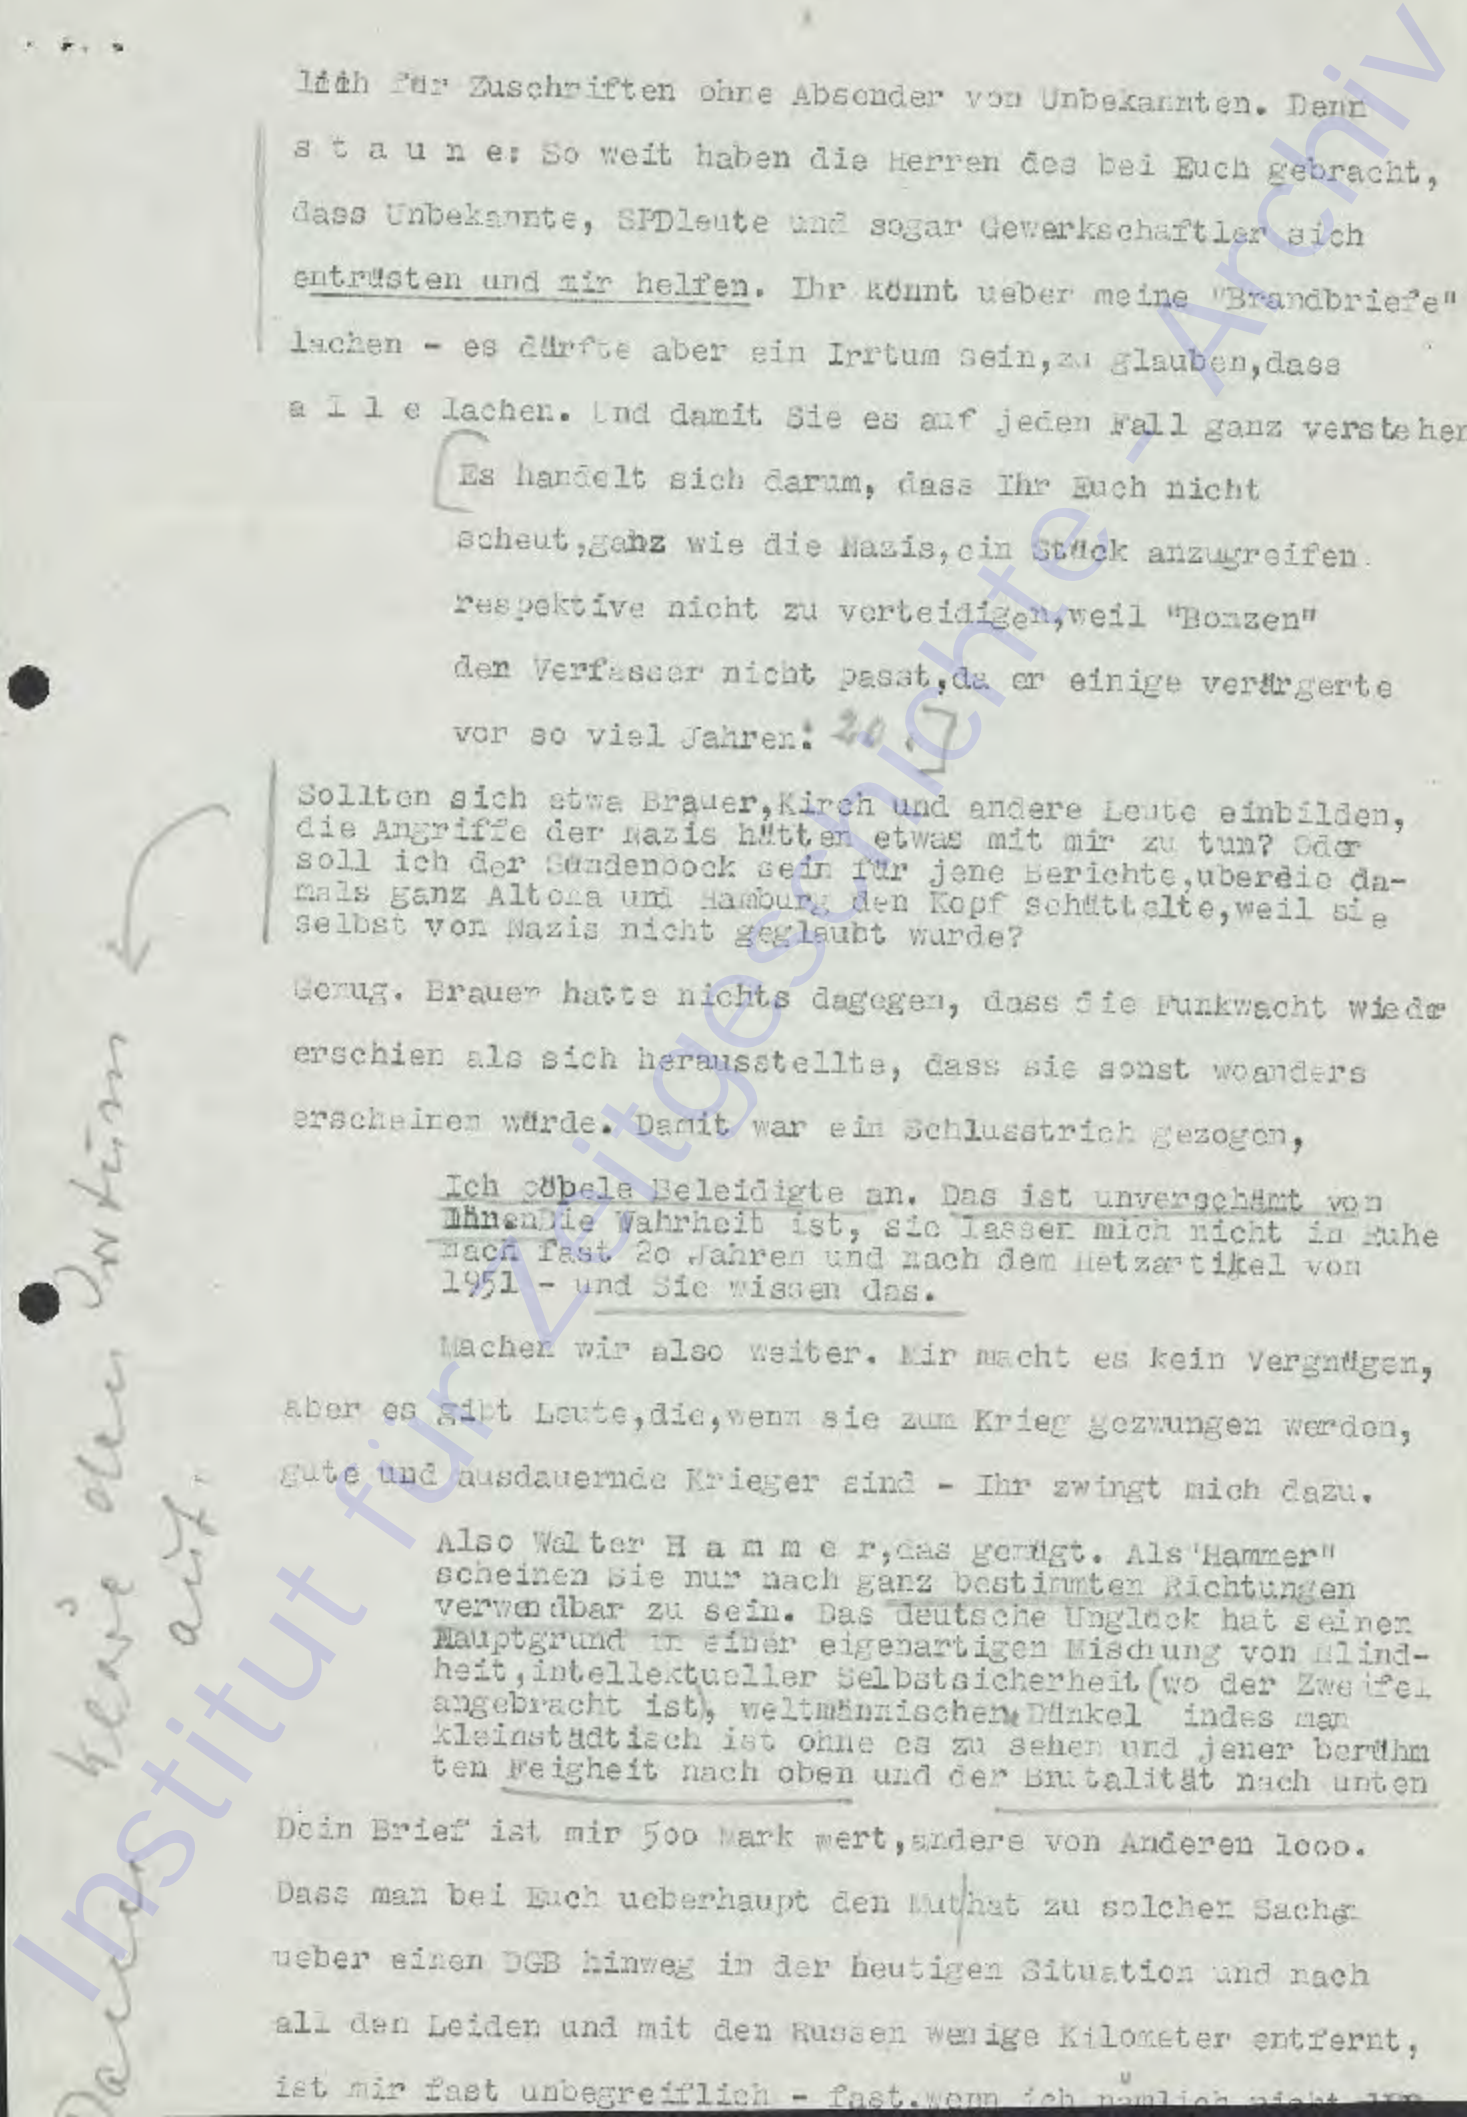 lich für Zuschriften ohne Absender von Unbekannten. Denn
s t a u n e: So weit haben die Herren des bei Euch gebracht,
dass Unbekannte, SPDleute und sogar Gewerkschaftler sich
entrüsten und mir helfen. Ihr könnt ueber meine "Brandbriefe"
lachen - es dürfte aber ein Irrtum sein,zu glauben,dass
a l l e lachen. Und damit Sie es auf jeden Fall ganz verstehen
Es handelt sich darum, dass Ihr Euch nicht
scheut,ganz wie die Nazis,ein Stück anzugreifen
respektive nicht zu verteidigen,weil "Bonzen"
den Verfasser nicht passt,da er einige verärgerte
vor so viel Jahren: 20.
Sollten sich etwa Brauer,Kirch und andere Leute einbilden,
die Angriffe der Nazis hätten etwas mit mir zu tun? Oder
soll ich der Sündenbock sein für jene Berichte,uberdie da-
mals ganz Altona und Hamburg den Kopf schüttelte,weil sie
selbst von Nazis nicht geglaubt wurde?
Genug. Brauer hatte nichts dagegen, dass die Funkwacht wieder
erschien als sich herausstellte, dass sie sonst woanders
erscheinen würde. Damit war ein Schlusstrich gezogen,
Ich pöbele Beleidigte an. Das ist unverschämt von
IhnenDie Wahrheit ist, sie lassen mich nicht in Ruhe
nach fast 20 Jahren und nach dem Hetzartikel von
1951 - und Sie wissen das.
Machen wir also weiter. Mir macht es kein Vergnügen,
aber es gibt Leute,die,wenn sie zum Krieg gezwungen werden,
gute und ausdauernde Krieger sind - Ihr zwingt mich dazu.
Also Walter H a m m e r,das genügt. Als"Hammer"
scheinen Sie nur nach ganz bestimmten Richtungen
verwendbar zu sein. Das deutsche Unglück hat seinen
Hauptgrund in einer eigenartigen Mischung von Blind-
heit,intellektueller Selbstsicherheit(wo der Zweifel
angebracht ist), weltmännischem Dünkel indes man
kleinstädtisch ist ohne es zu sehen und jener berühm
ten Feigheit nach oben und der Brutalität nach unten
Dein Brief ist mir 500 Mark wert,andere von Anderen 1000.
Dass man bei Euch ueberhaupt den Mut hat zu solchen Sachen
ueber einen DGB hinweg in der heutigen Situation und nach
all den Leiden und mit den Russen wenige Kilometer entfernt,
ist mir fast unbegreiflich - fast.wenn ich nämlich nicht
Darum kläre den Irrtum
auf.
Institut für Zeitgeschichte - Archiv